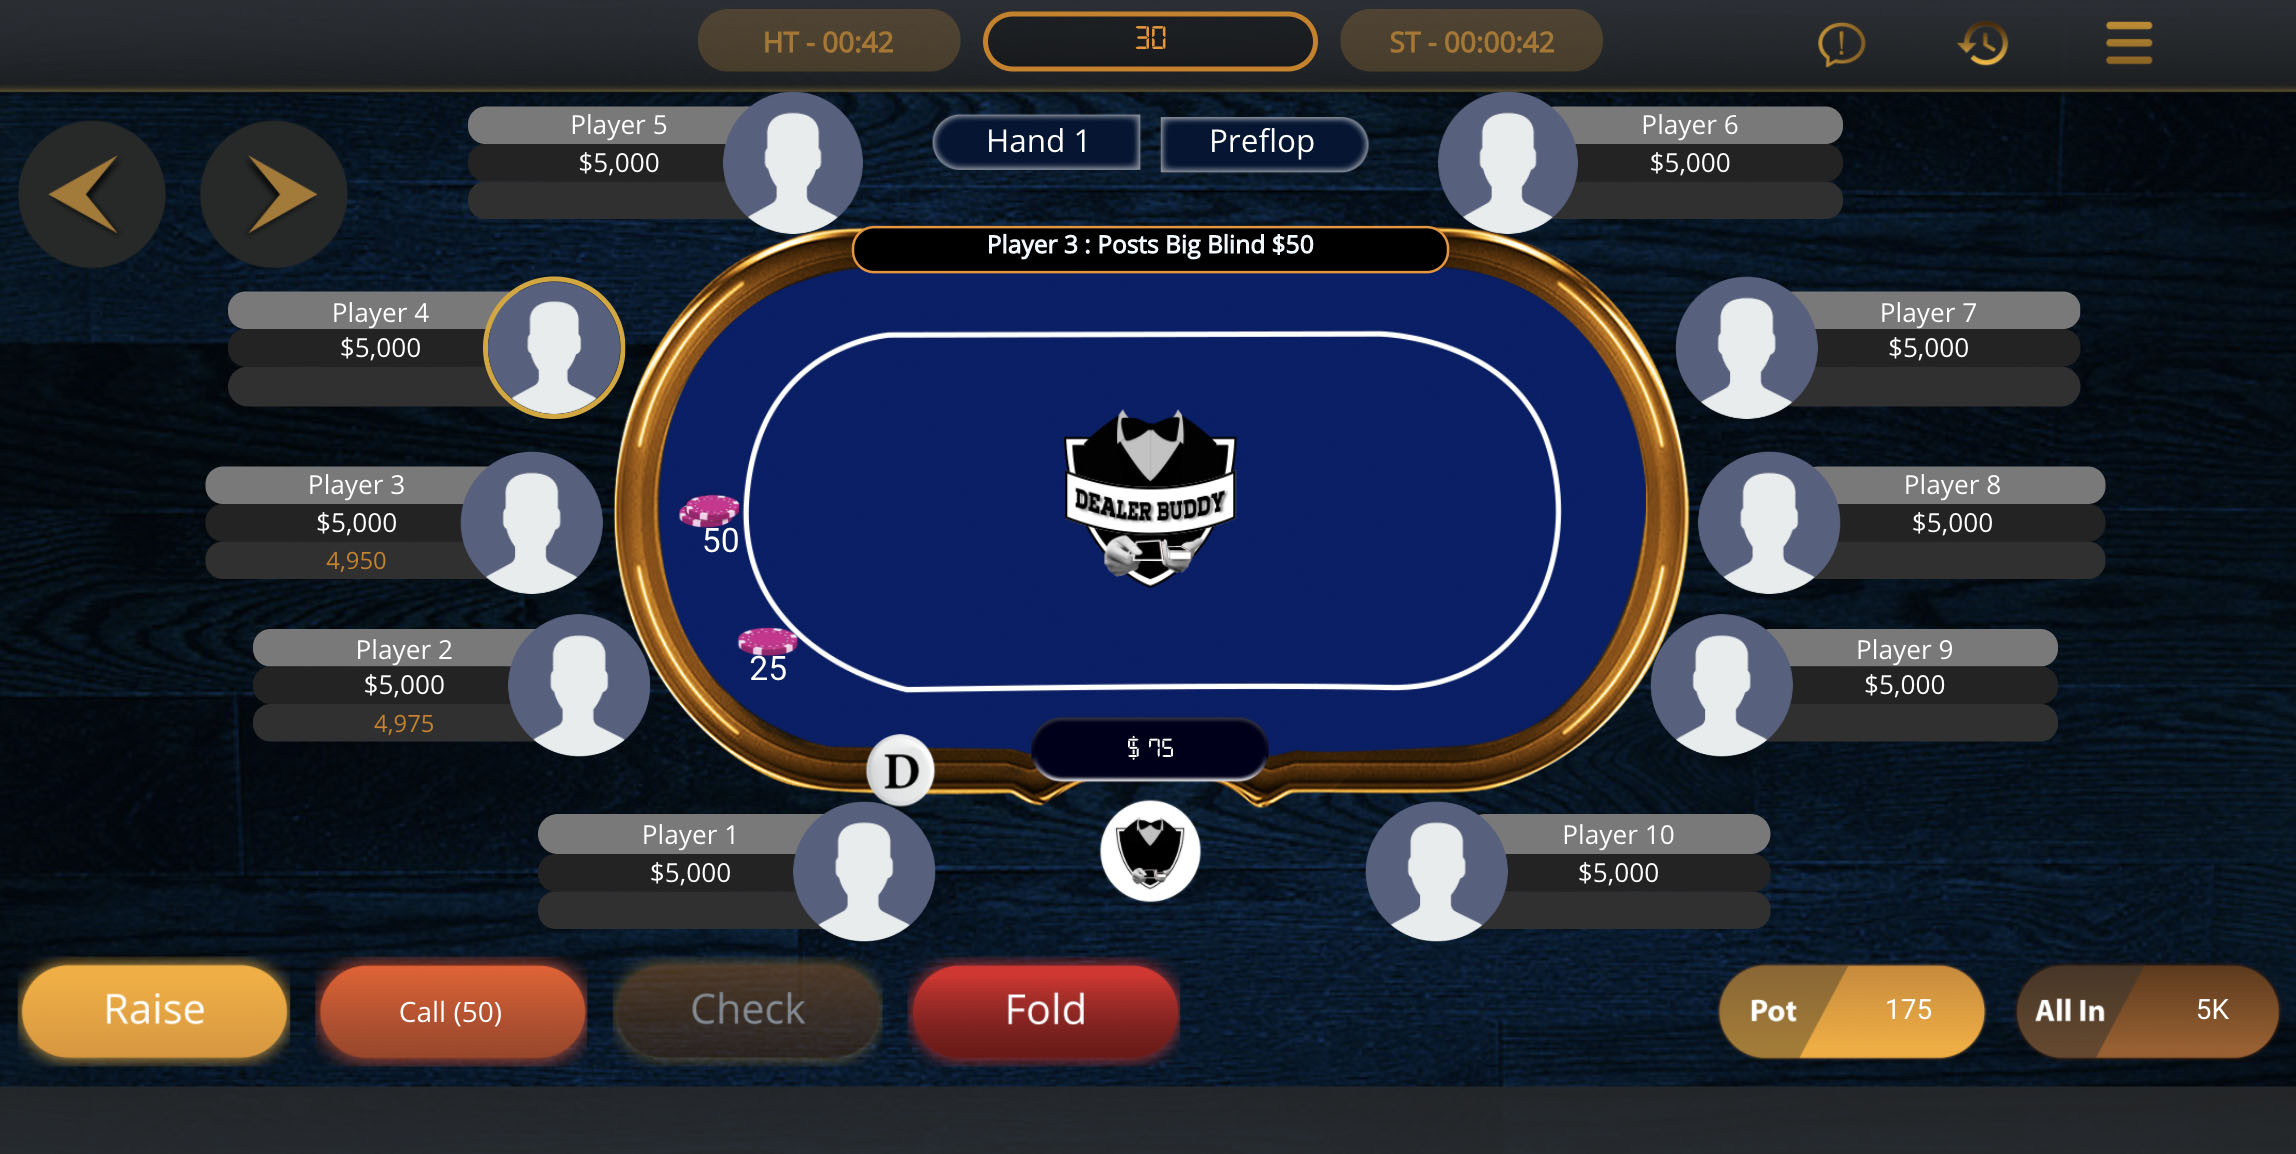 HT - 00:42
30
ST - 00:00:42
Player 5
$5,000
Hand 1
Preflop
Player 6
$5,000
Player 3 : Posts Big Blind $50
Player 4
$5,000
Player 7
$5,000
Player 3
$5,000
4,950
50
DEALER BUDDY
Player 8
$5,000
Player 2
$5,000
4,975
25
Player 9
$5,000
$ 75
D
Player 1
$5,000
Player 10
$5,000
Raise
Call (50)
Check
Fold
Pot 175
All In 5K